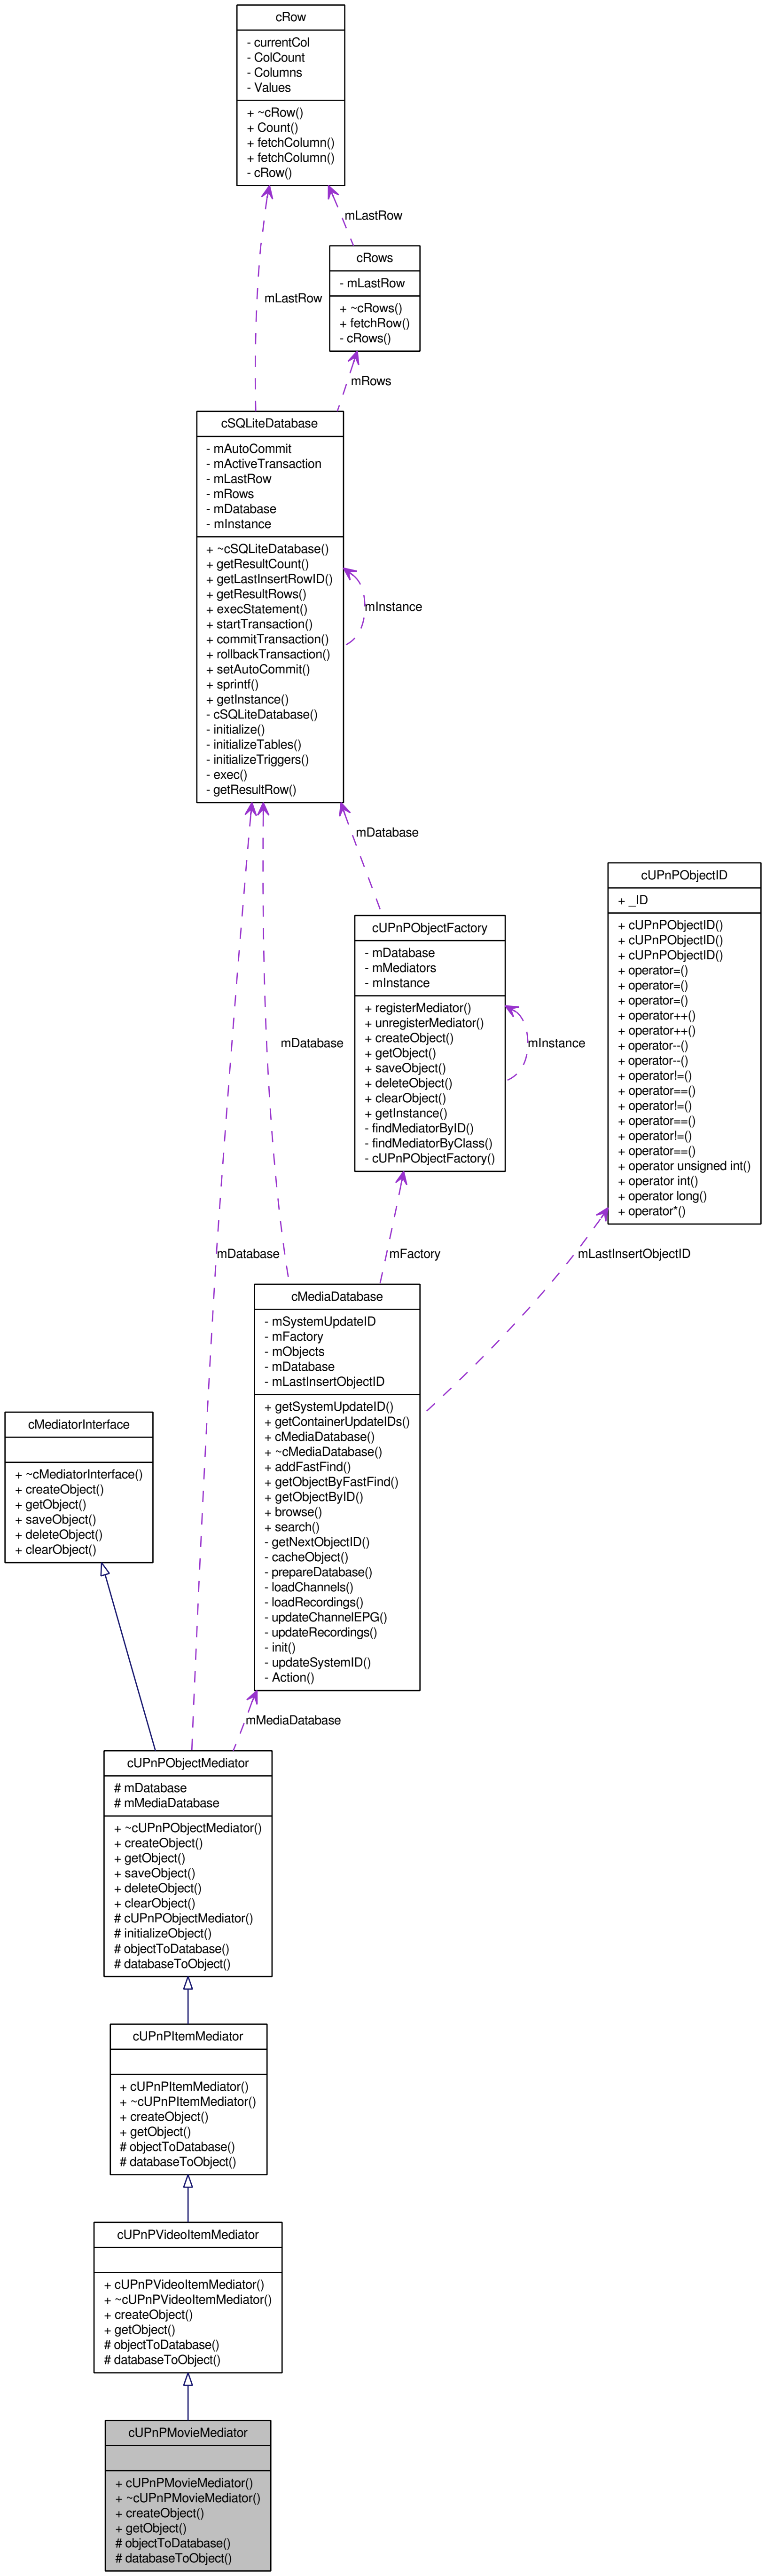 cRow
- currentCol
- ColCount
- Columns
- Values
+ ~cRow()
+ Count()
+ fetchColumn()
+ fetchColumn()
- cRow()
mLastRow
cRows
- mLastRow
+ ~cRows()
+ fetchRow()
- cRows()
mLastRow
mRows
cSQLiteDatabase
- mAutoCommit
- mActiveTransaction
- mLastRow
- mRows
- mDatabase
- mInstance
+ ~cSQLiteDatabase()
+ getResultCount()
+ getLastInsertRowID()
+ getResultRows()
+ execStatement()
+ startTransaction()
+ commitTransaction()
+ rollbackTransaction()
+ setAutoCommit()
+ sprintf()
+ getInstance()
- cSQLiteDatabase()
- initialize()
- initializeTables()
- initializeTriggers()
- exec()
- getResultRow()
mInstance
mDatabase
cUPnPObjectID
+ _ID
+ cUPnPObjectID()
+ cUPnPObjectID()
+ cUPnPObjectID()
+ operator=()
+ operator=()
+ operator=()
+ operator++()
+ operator++()
+ operator--()
+ operator--()
+ operator!=()
+ operator==()
+ operator!=()
+ operator==()
+ operator!=()
+ operator==()
+ operator unsigned int()
+ operator int()
+ operator long()
+ operator*()
cUPnPObjectFactory
- mDatabase
- mMediators
- mInstance
+ registerMediator()
+ unregisterMediator()
+ createObject()
+ getObject()
+ saveObject()
+ deleteObject()
+ clearObject()
+ getInstance()
- findMediatorByID()
- findMediatorByClass()
- cUPnPObjectFactory()
mInstance
mDatabase
mDatabase
mFactory
mLastInsertObjectID
cMediaDatabase
- mSystemUpdateID
- mFactory
- mObjects
- mDatabase
- mLastInsertObjectID
+ getSystemUpdateID()
+ getContainerUpdateIDs()
+ cMediaDatabase()
+ ~cMediaDatabase()
+ addFastFind()
+ getObjectByFastFind()
+ getObjectByID()
+ browse()
+ search()
- getNextObjectID()
- cacheObject()
- prepareDatabase()
- loadChannels()
- loadRecordings()
- updateChannelEPG()
- updateRecordings()
- init()
- updateSystemID()
- Action()
cMediatorInterface
+ ~cMediatorInterface()
+ createObject()
+ getObject()
+ saveObject()
+ deleteObject()
+ clearObject()
mMediaDatabase
cUPnPObjectMediator
# mDatabase
# mMediaDatabase
+ ~cUPnPObjectMediator()
+ createObject()
+ getObject()
+ saveObject()
+ deleteObject()
+ clearObject()
# cUPnPObjectMediator()
# initializeObject()
# objectToDatabase()
# databaseToObject()
cUPnPItemMediator
+ cUPnPItemMediator()
+ ~cUPnPItemMediator()
+ createObject()
+ getObject()
# objectToDatabase()
# databaseToObject()
cUPnPVideoItemMediator
+ cUPnPVideoItemMediator()
+ ~cUPnPVideoItemMediator()
+ createObject()
+ getObject()
# objectToDatabase()
# databaseToObject()
cUPnPMovieMediator
+ cUPnPMovieMediator()
+ ~cUPnPMovieMediator()
+ createObject()
+ getObject()
# objectToDatabase()
# databaseToObject()